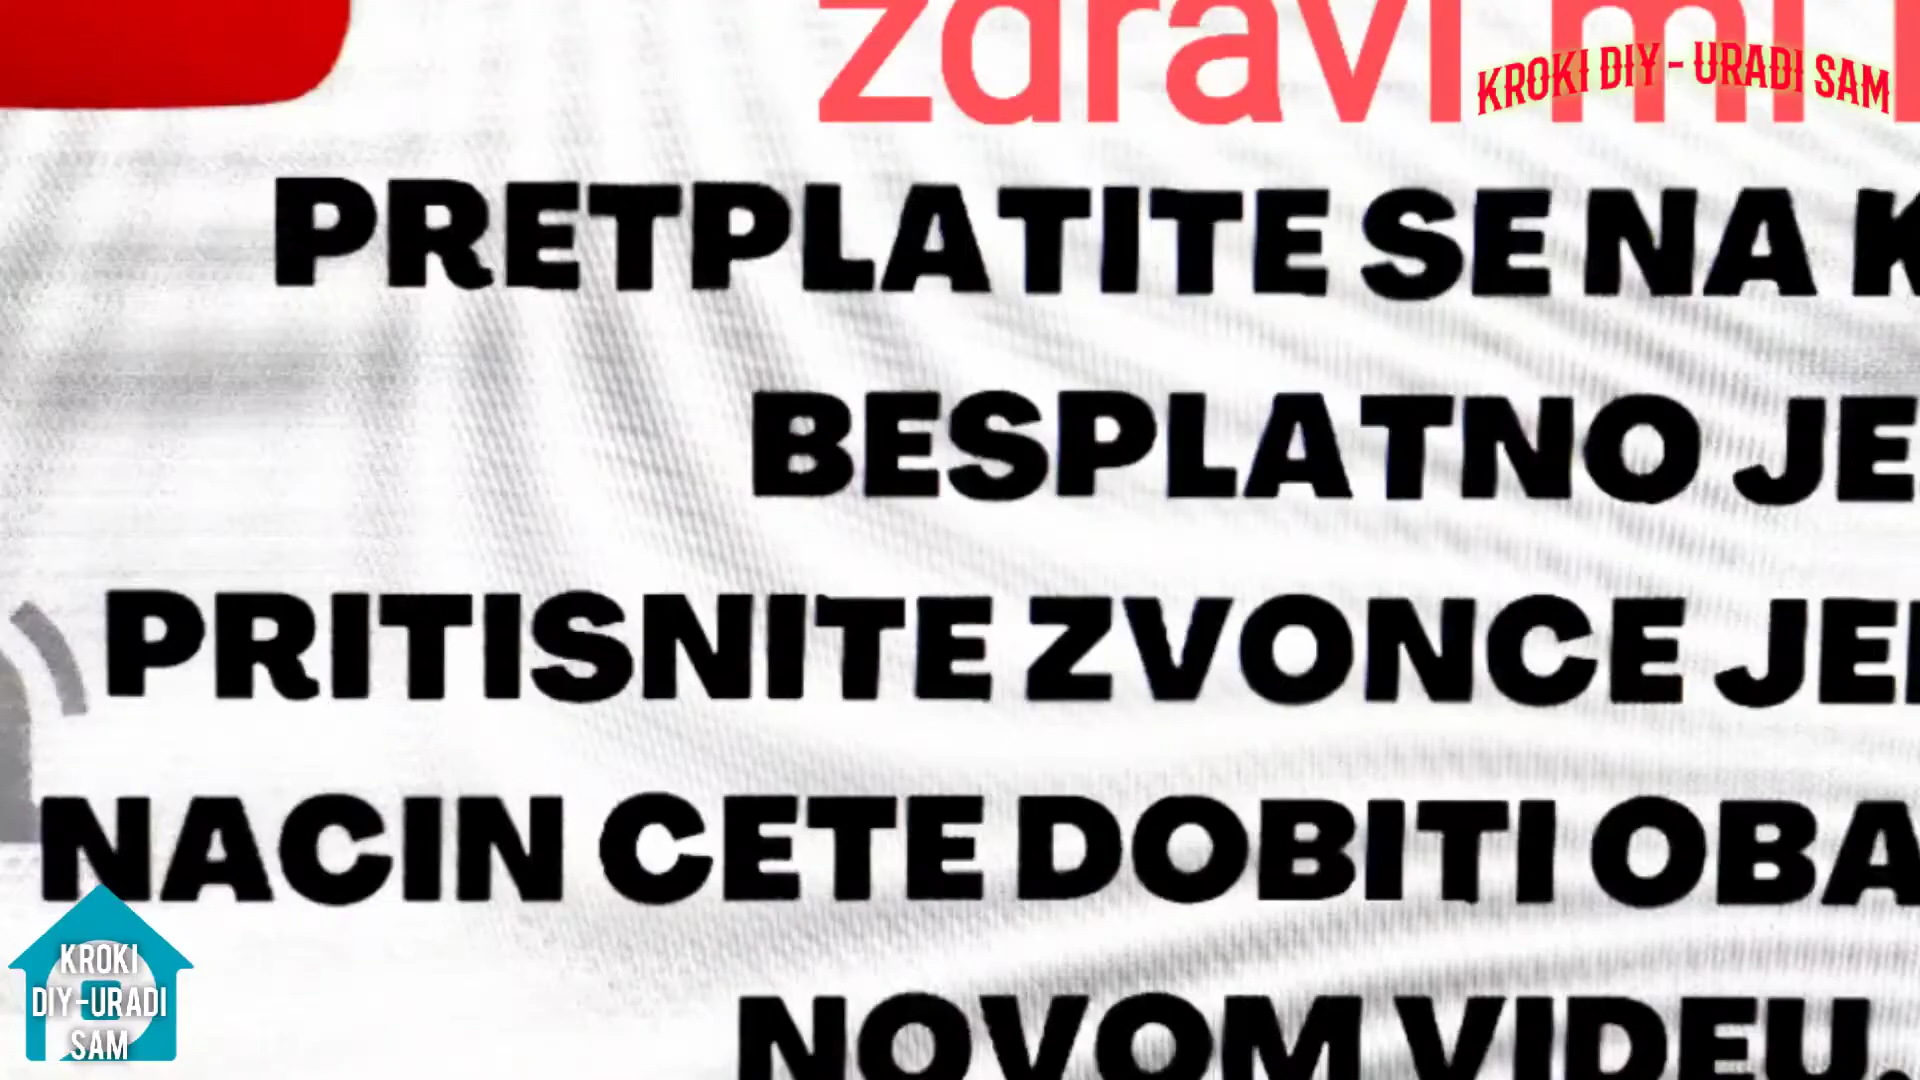 zdravi mi
KROKI DIY - URADI SAM
PRETPLATITE SE NA K
BESPLATNO JE
PRITISNITE ZVONCE JE
NACIN CETE DOBITI OBA
NOVOM VIDEU.
KROKI
DIY-URADI
SAM